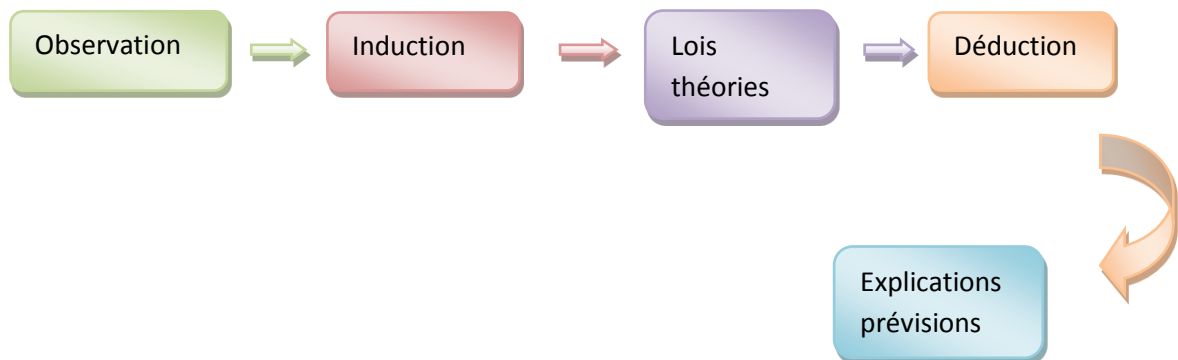 Observation
Induction
Lois
théories
Déduction
Explications
prévisions